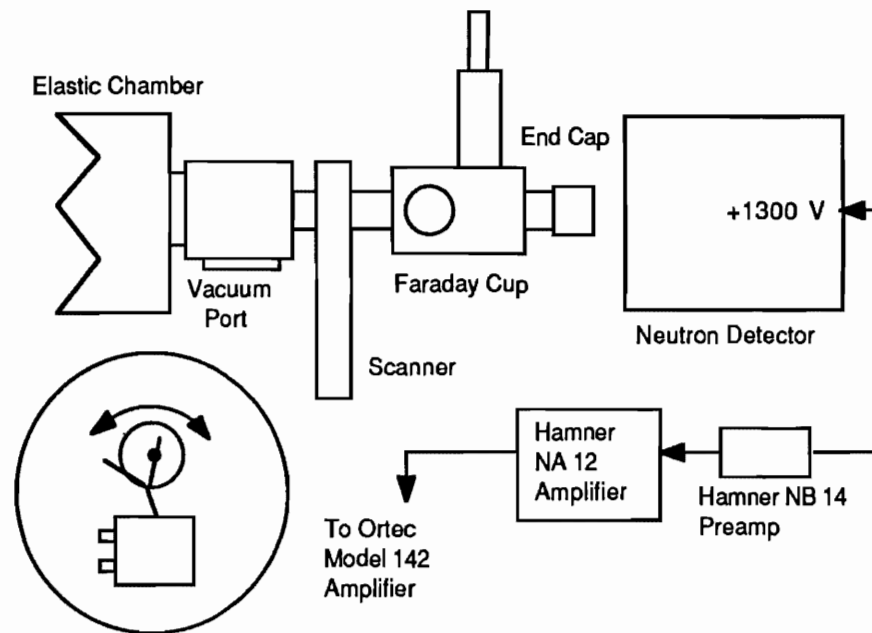 Elastic Chamber
End Cap
+1300 V
Vacuum
Port
Faraday Cup
Neutron Detector
Scanner
Hamner
NA 12
Amplifier
Hamner NB 14
Preamp
To Ortec
Model 142
Amplifier